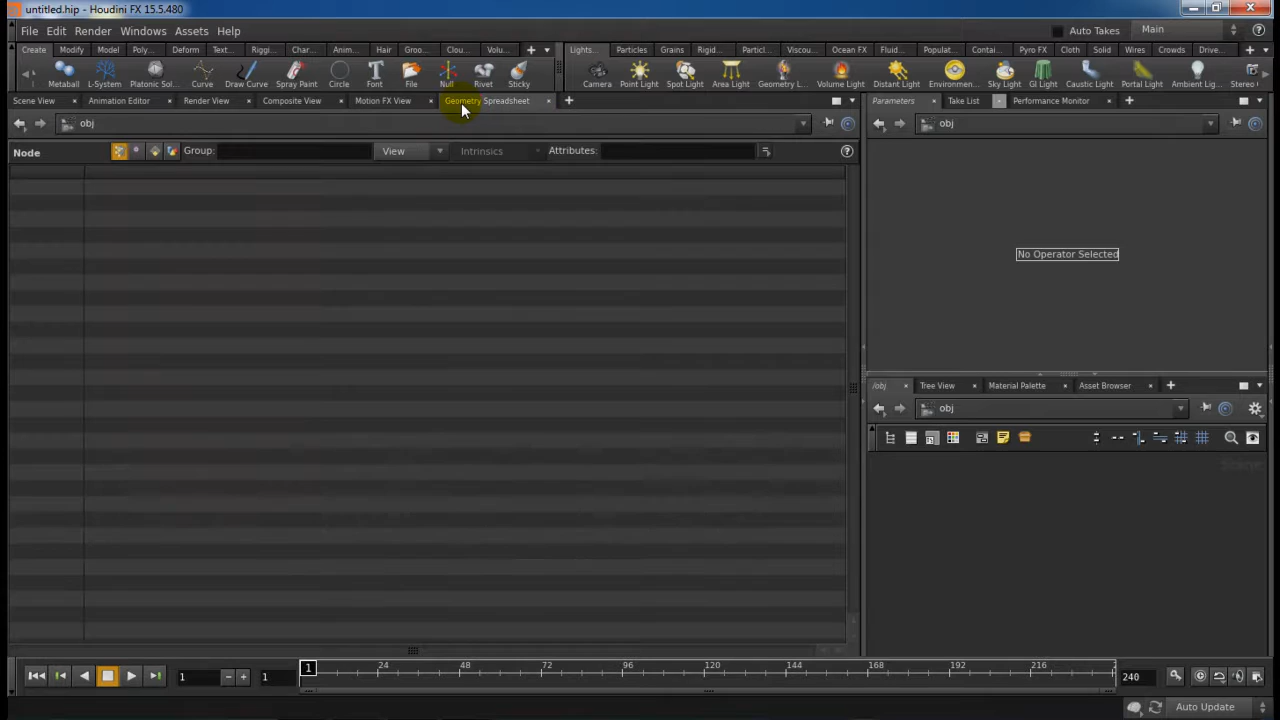 untitled.hip - Houdini FX 15.5.480
File Edit Render Windows Assets Help
Auto Takes Main
Create Modify Model Poly... Deform Text... Riggi... Char... Anim... Hair Groo... Clou... Volu...
Lights... Particles Grains Rigid... Particl... Viscou... Ocean FX Fluid... Populat... Contai... Pyro FX Cloth Solid Wires Crowds Drive...
Metaball L-System Platonic Sol... Curve Draw Curve Spray Paint Circle Font File Null Rivet Sticky
Camera Point Light Spot Light Area Light Geometry L... Volume Light Distant Light Environmen... Sky Light GI Light Caustic Light Portal Light Ambient Lig... Stereo
Scene View Animation Editor Render View Composite View Motion FX View Geometry Spreadsheet
Parameters Take List Performance Monitor
obj
obj
Node Group: View Intrinsics Attributes:
No Operator Selected
/obj Tree View Material Palette Asset Browser
obj
Scene
1 1 1 24 48 72 96 120 144 168 192 216 2 240
Auto Update